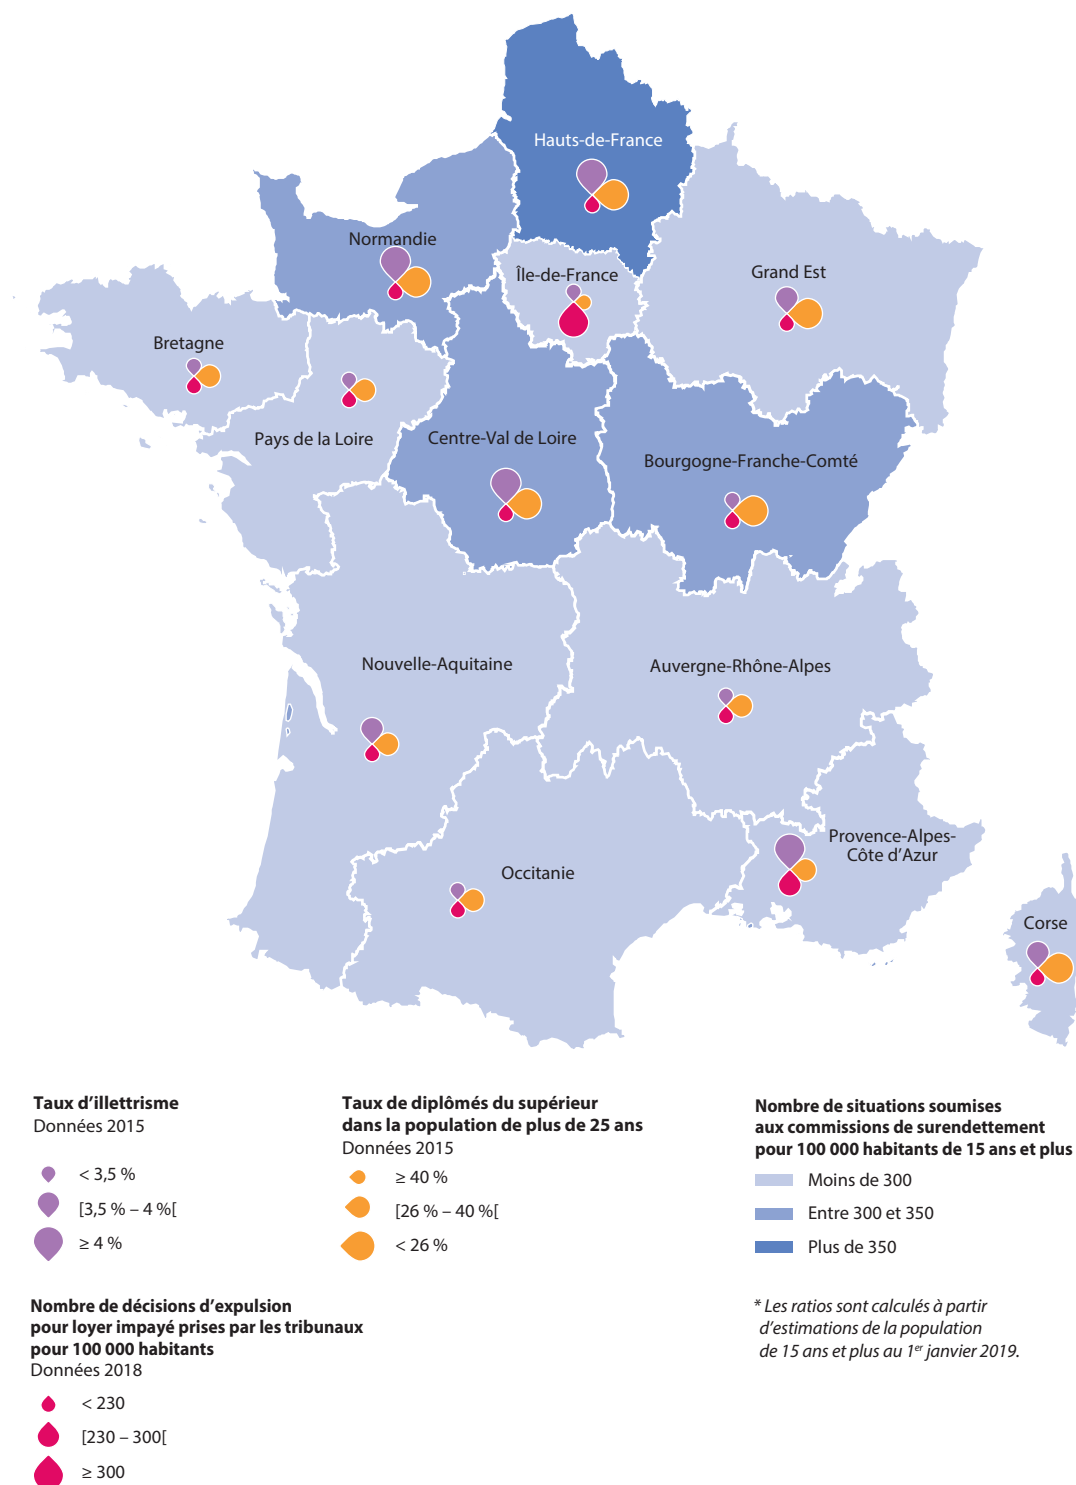 Hauts-de-France
Normandie
Île-de-France
Grand Est
Bretagne
Pays de la Loire
Centre-Val de Loire
Bourgogne-Franche-Comté
Nouvelle-Aquitaine
Auvergne-Rhône-Alpes
Provence-Alpes-
Côte d'Azur
Occitanie
Corse
Taux d'illettrisme
Données 2015
< 3,5 %
[3,5 % – 4 %[
≥ 4 %
Taux de diplômés du supérieur
dans la population de plus de 25 ans
Données 2015
≥ 40 %
[26 % – 40 %[
< 26 %
Nombre de situations soumises
aux commissions de surendettement
pour 100 000 habitants de 15 ans et plus
Moins de 300
Entre 300 et 350
Plus de 350
Nombre de décisions d'expulsion
pour loyer impayé prises par les tribunaux
pour 100 000 habitants
Données 2018
< 230
[230 – 300[
≥ 300
* Les ratios sont calculés à partir
d'estimations de la population
de 15 ans et plus au 1er janvier 2019.